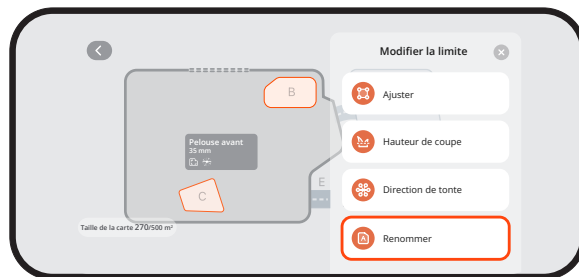 Modifier la limite
B
Ajuster
Pelouse avant
35 mm
Hauteur de coupe
E
C
Direction de tonte
Taille de la carte 270/500 m²
A
Renommer